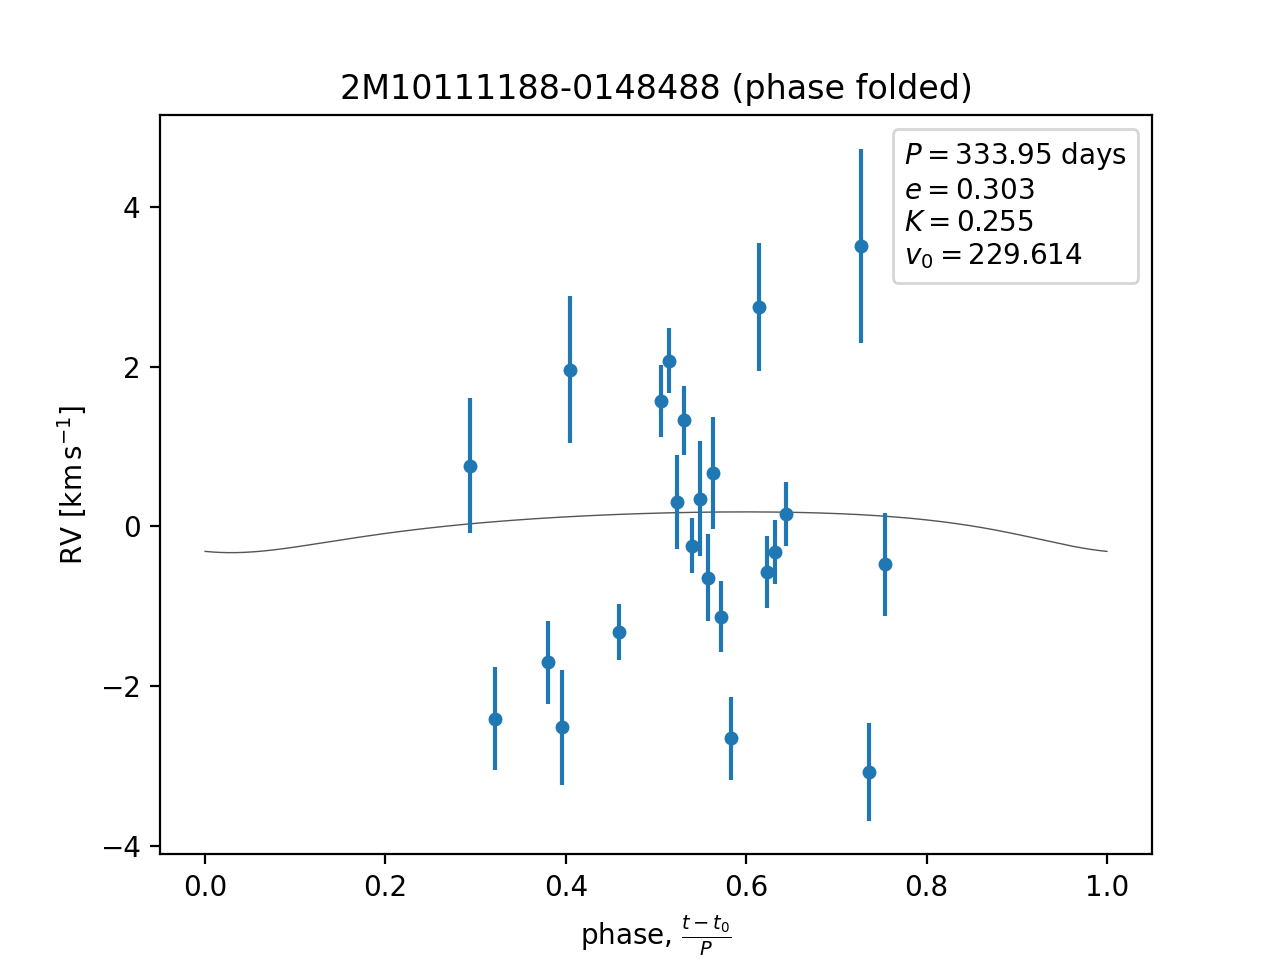 2M10111188-0148488 (phase folded)
P = 333.95 days
e = 0.303
K = 0.255
v₀ = 229.614
4
2
0
−2
−4
RV [km s⁻¹]
0.0 0.2 0.4 0.6 0.8 1.0
phase, (t − t₀)/P